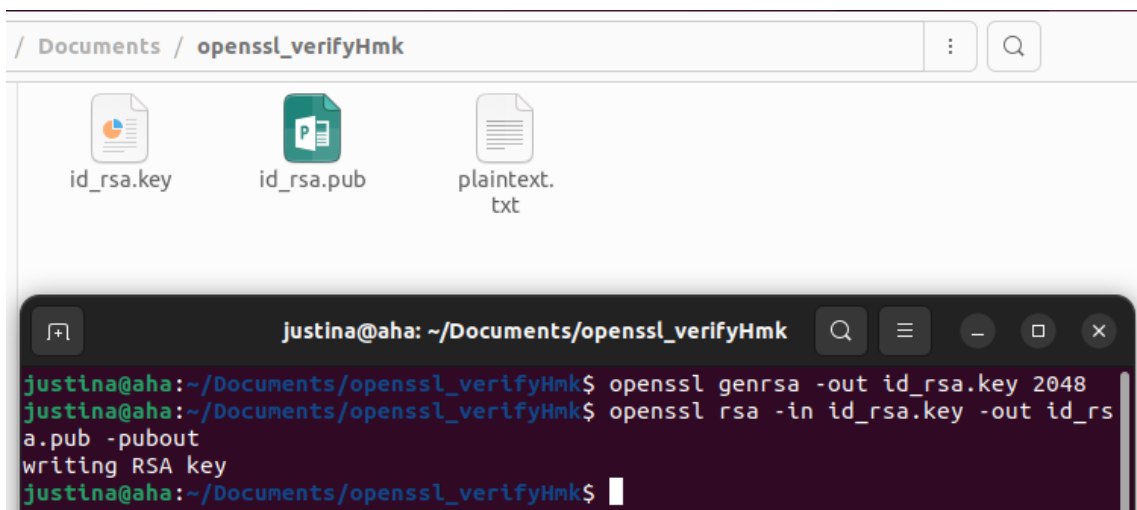 / Documents / openssl_verifyHmk
id_rsa.key
id_rsa.pub
plaintext.
txt
justina@aha: ~/Documents/openssl_verifyHmk
justina@aha:~/Documents/openssl_verifyHmk$ openssl genrsa -out id_rsa.key 2048
justina@aha:~/Documents/openssl_verifyHmk$ openssl rsa -in id_rsa.key -out id_rs
a.pub -pubout
writing RSA key
justina@aha:~/Documents/openssl_verifyHmk$